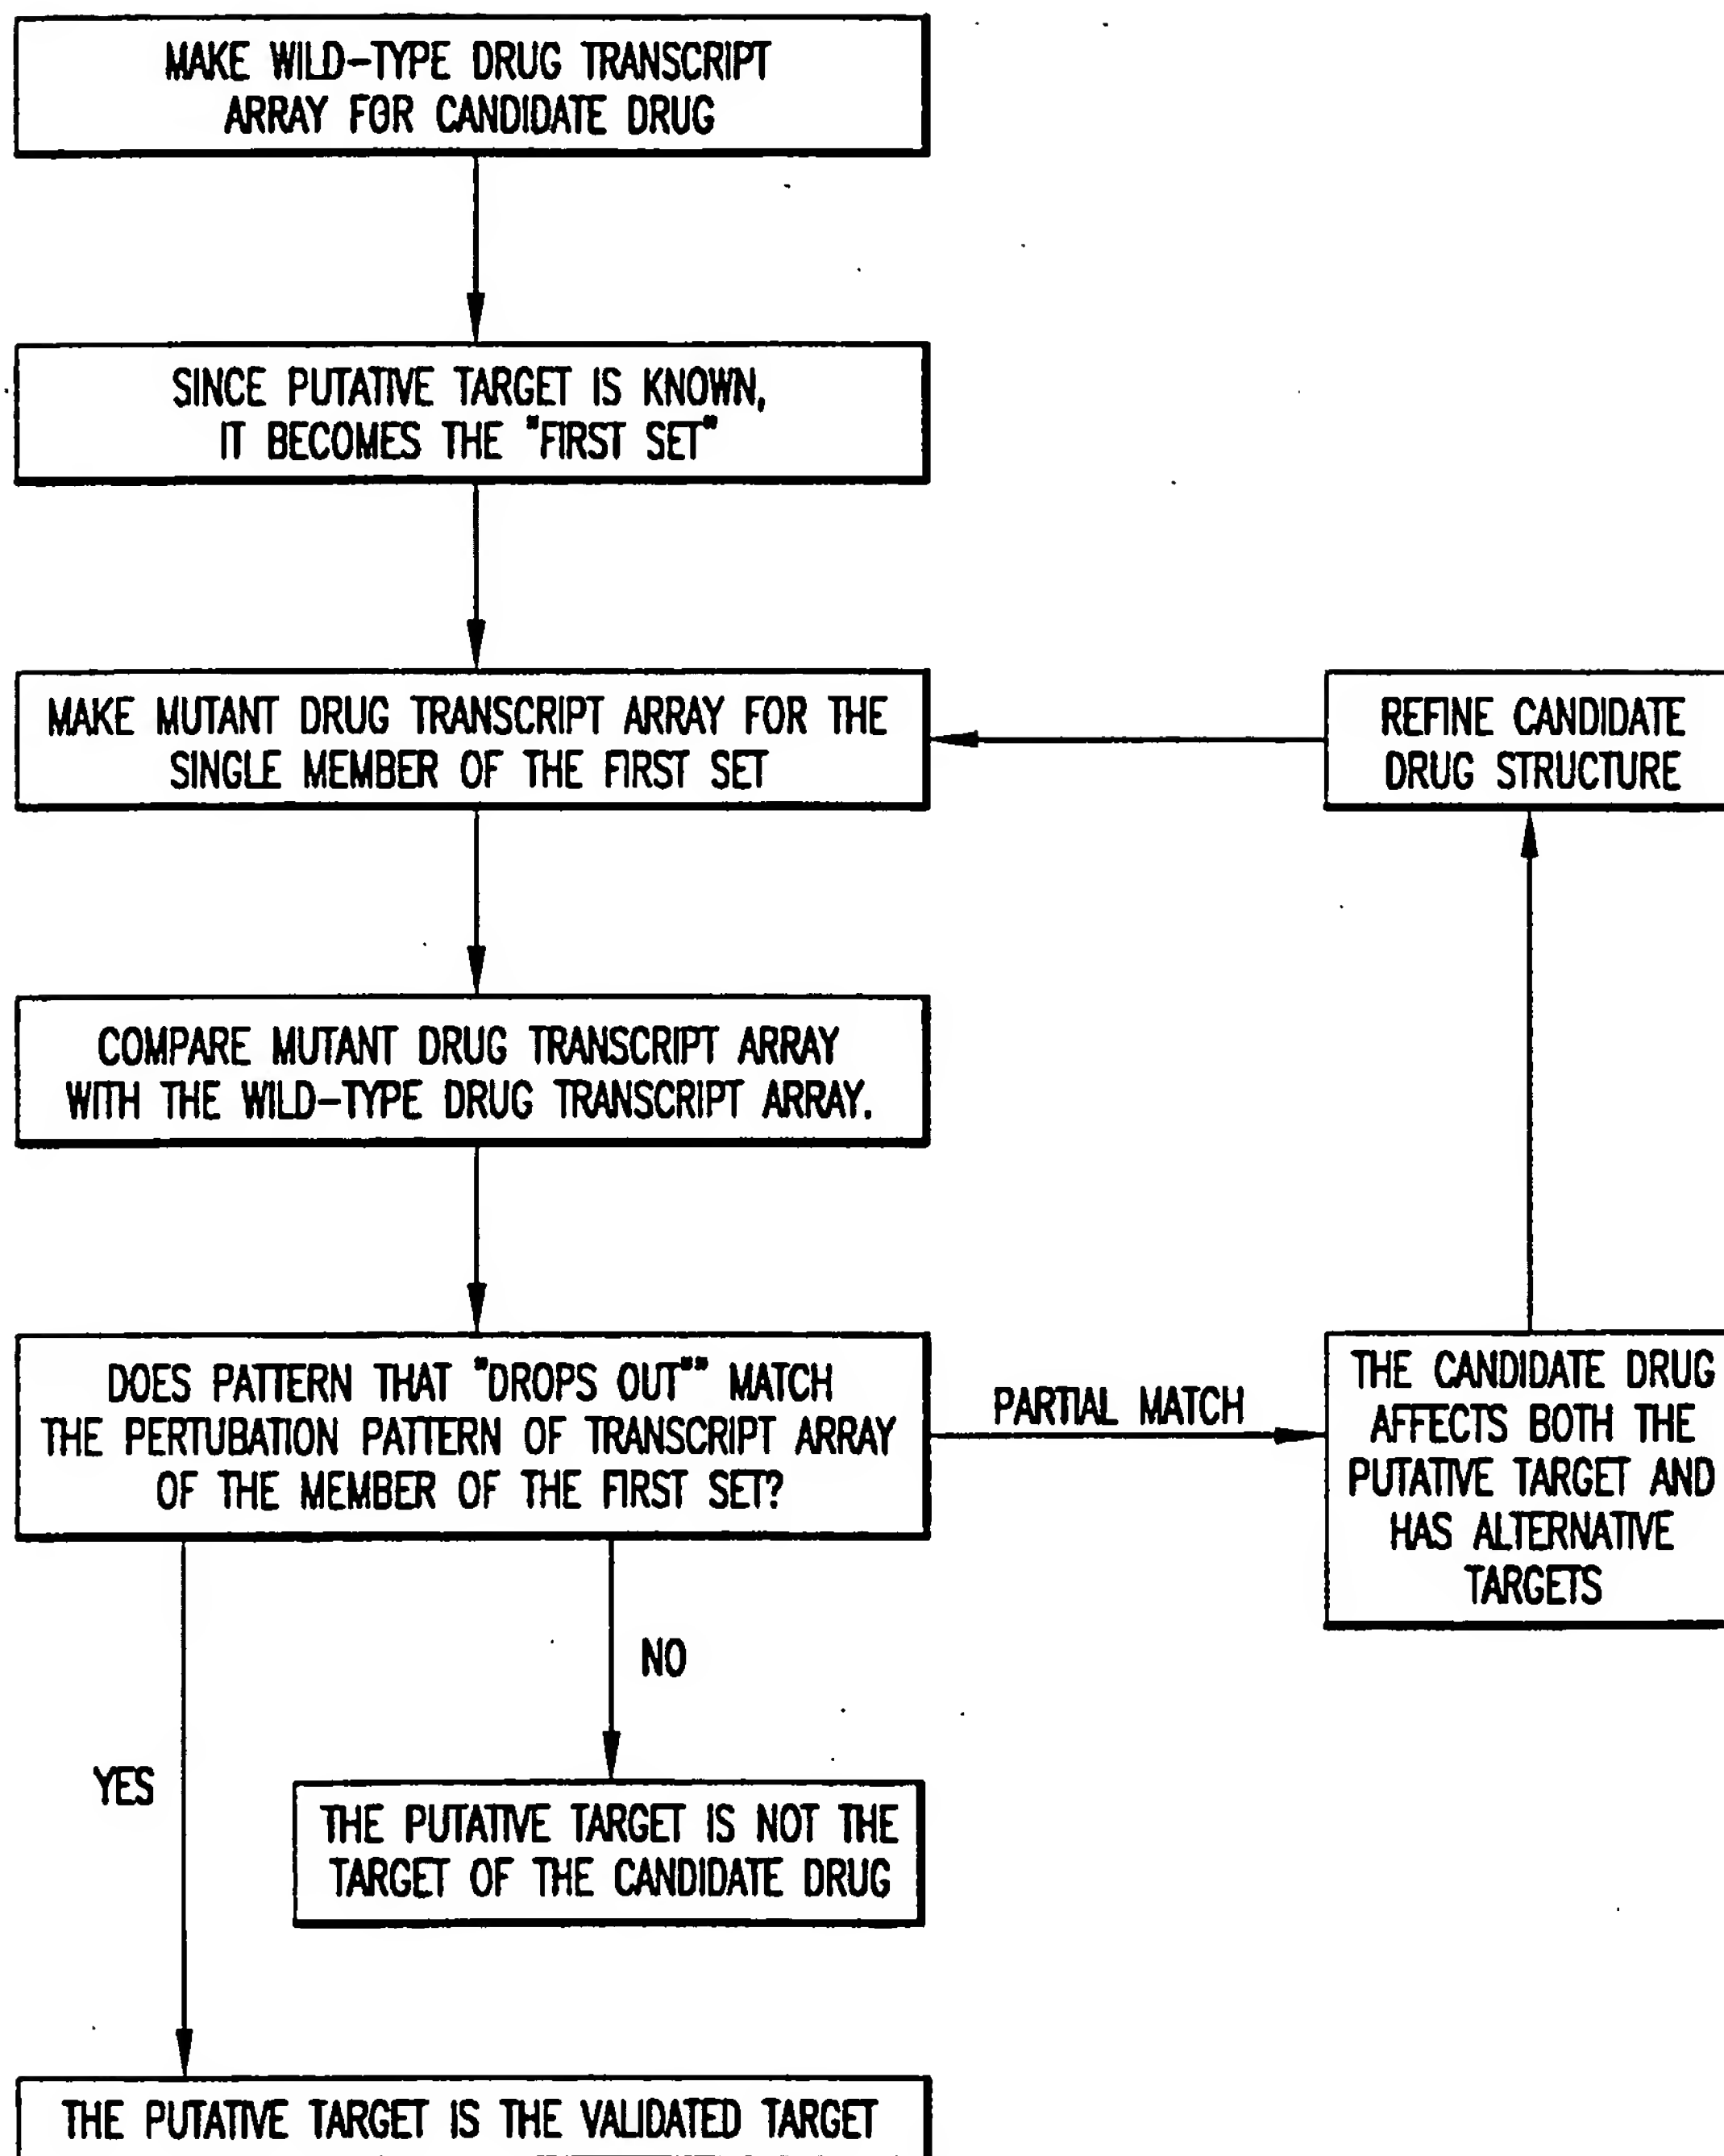 MAKE WILD-TYPE DRUG TRANSCRIPT
ARRAY FOR CANDIDATE DRUG
SINCE PUTATIVE TARGET IS KNOWN,
IT BECOMES THE "FIRST SET"
MAKE MUTANT DRUG TRANSCRIPT ARRAY FOR THE
SINGLE MEMBER OF THE FIRST SET
REFINE CANDIDATE
DRUG STRUCTURE
COMPARE MUTANT DRUG TRANSCRIPT ARRAY
WITH THE WILD-TYPE DRUG TRANSCRIPT ARRAY.
DOES PATTERN THAT "DROPS OUT"" MATCH
THE PERTUBATION PATTERN OF TRANSCRIPT ARRAY
OF THE MEMBER OF THE FIRST SET?
PARTIAL MATCH
THE CANDIDATE DRUG
AFFECTS BOTH THE
PUTATIVE TARGET AND
HAS ALTERNATIVE
TARGETS
NO
YES
THE PUTATIVE TARGET IS NOT THE
TARGET OF THE CANDIDATE DRUG
THE PUTATIVE TARGET IS THE VALIDATED TARGET